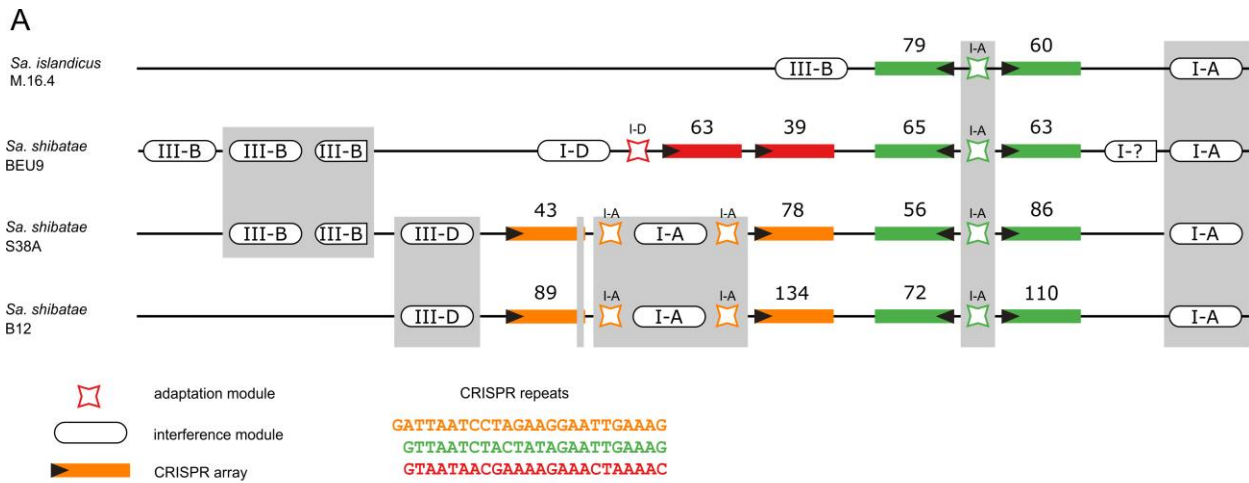 A
79 I-A 60
Sa. islandicus
M.16.4
III-B I-A
I-D 63 39 65 I-A 63
Sa. shibatae
BEU9
III-B III-B III-B I-D I-? I-A
43 I-A I-A 78 56 I-A 86
Sa. shibatae
S38A
III-B III-B III-D I-A I-A
89 I-A I-A 134 72 I-A 110
Sa. shibatae
B12
III-D I-A I-A
adaptation module
interference module
CRISPR array
CRISPR repeats
GATTAATCCTAGAAGGAATTGAAAG
GTTAATCTACTATAGAATTGAAAG
GTAATAACGAAAAGAAACTAAAAC